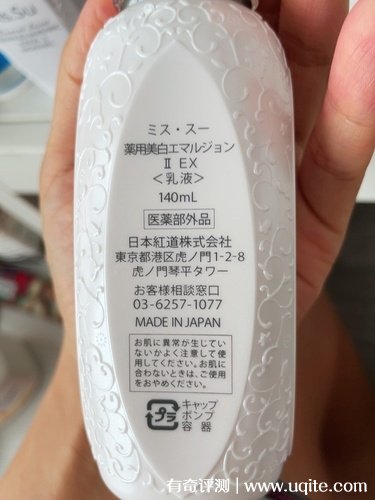 ミス・スー
薬用美白エマルジョン
Ⅱ EX
＜乳液＞
140mL
医薬部外品
日本紅道株式会社
東京都港区虎ノ門1-2-8
虎ノ門琴平タワー
お客様相談窓口
03-6257-1077
MADE IN JAPAN
お肌に異常が生じてい
ないかよく注意して使用
してください。お肌に
合わないときは、ご使用
をおやめください。
プラ
キャップ
ポンプ
容器
有奇评测｜www.uqite.com